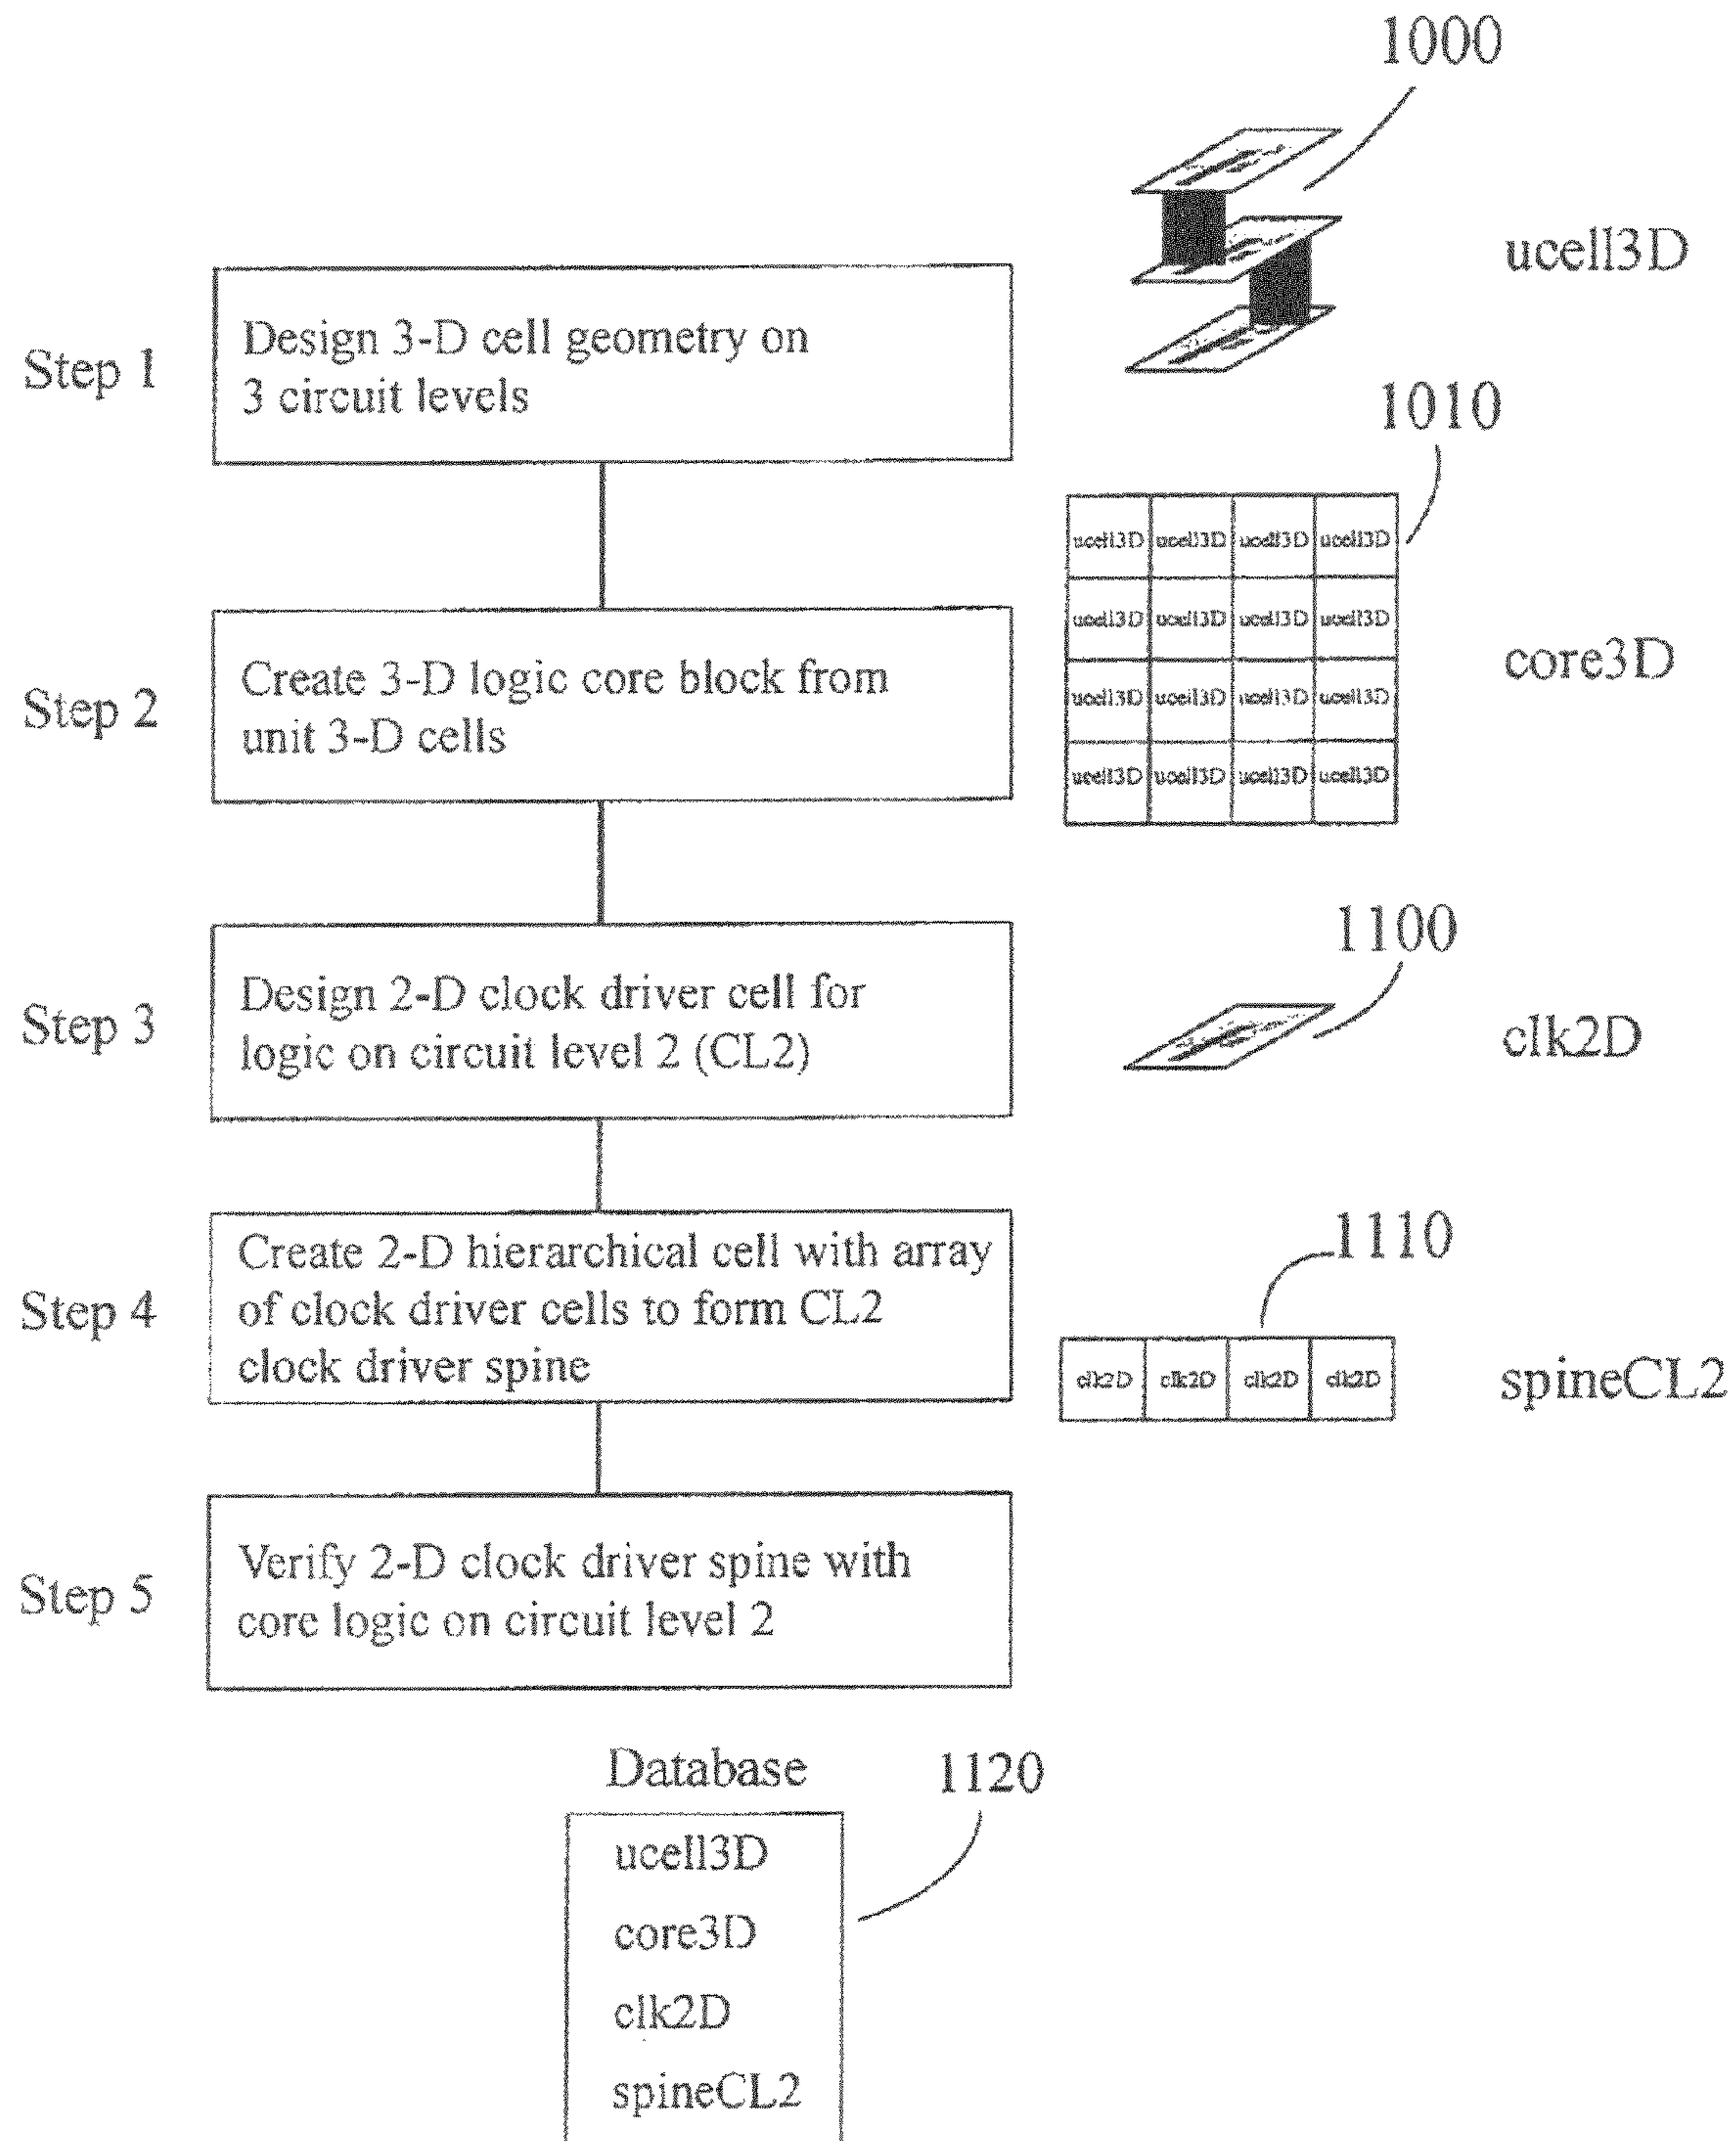 1000
ucell3D
Step 1
Design 3-D cell geometry on
3 circuit levels
1010
ucell3D ucell3D ucell3D ucell3D
ucell3D ucell3D ucell3D ucell3D
ucell3D ucell3D ucell3D ucell3D
ucell3D ucell3D ucell3D ucell3D
core3D
Step 2
Create 3-D logic core block from
unit 3-D cells
1100
clk2D
Step 3
Design 2-D clock driver cell for
logic on circuit level 2 (CL2)
1110
Step 4
Create 2-D hierarchical cell with array
of clock driver cells to form CL2
clock driver spine
clk2D clk2D clk2D clk2D
spineCL2
Step 5
Verify 2-D clock driver spine with
core logic on circuit level 2
Database
1120
ucell3D
core3D
clk2D
spineCL2